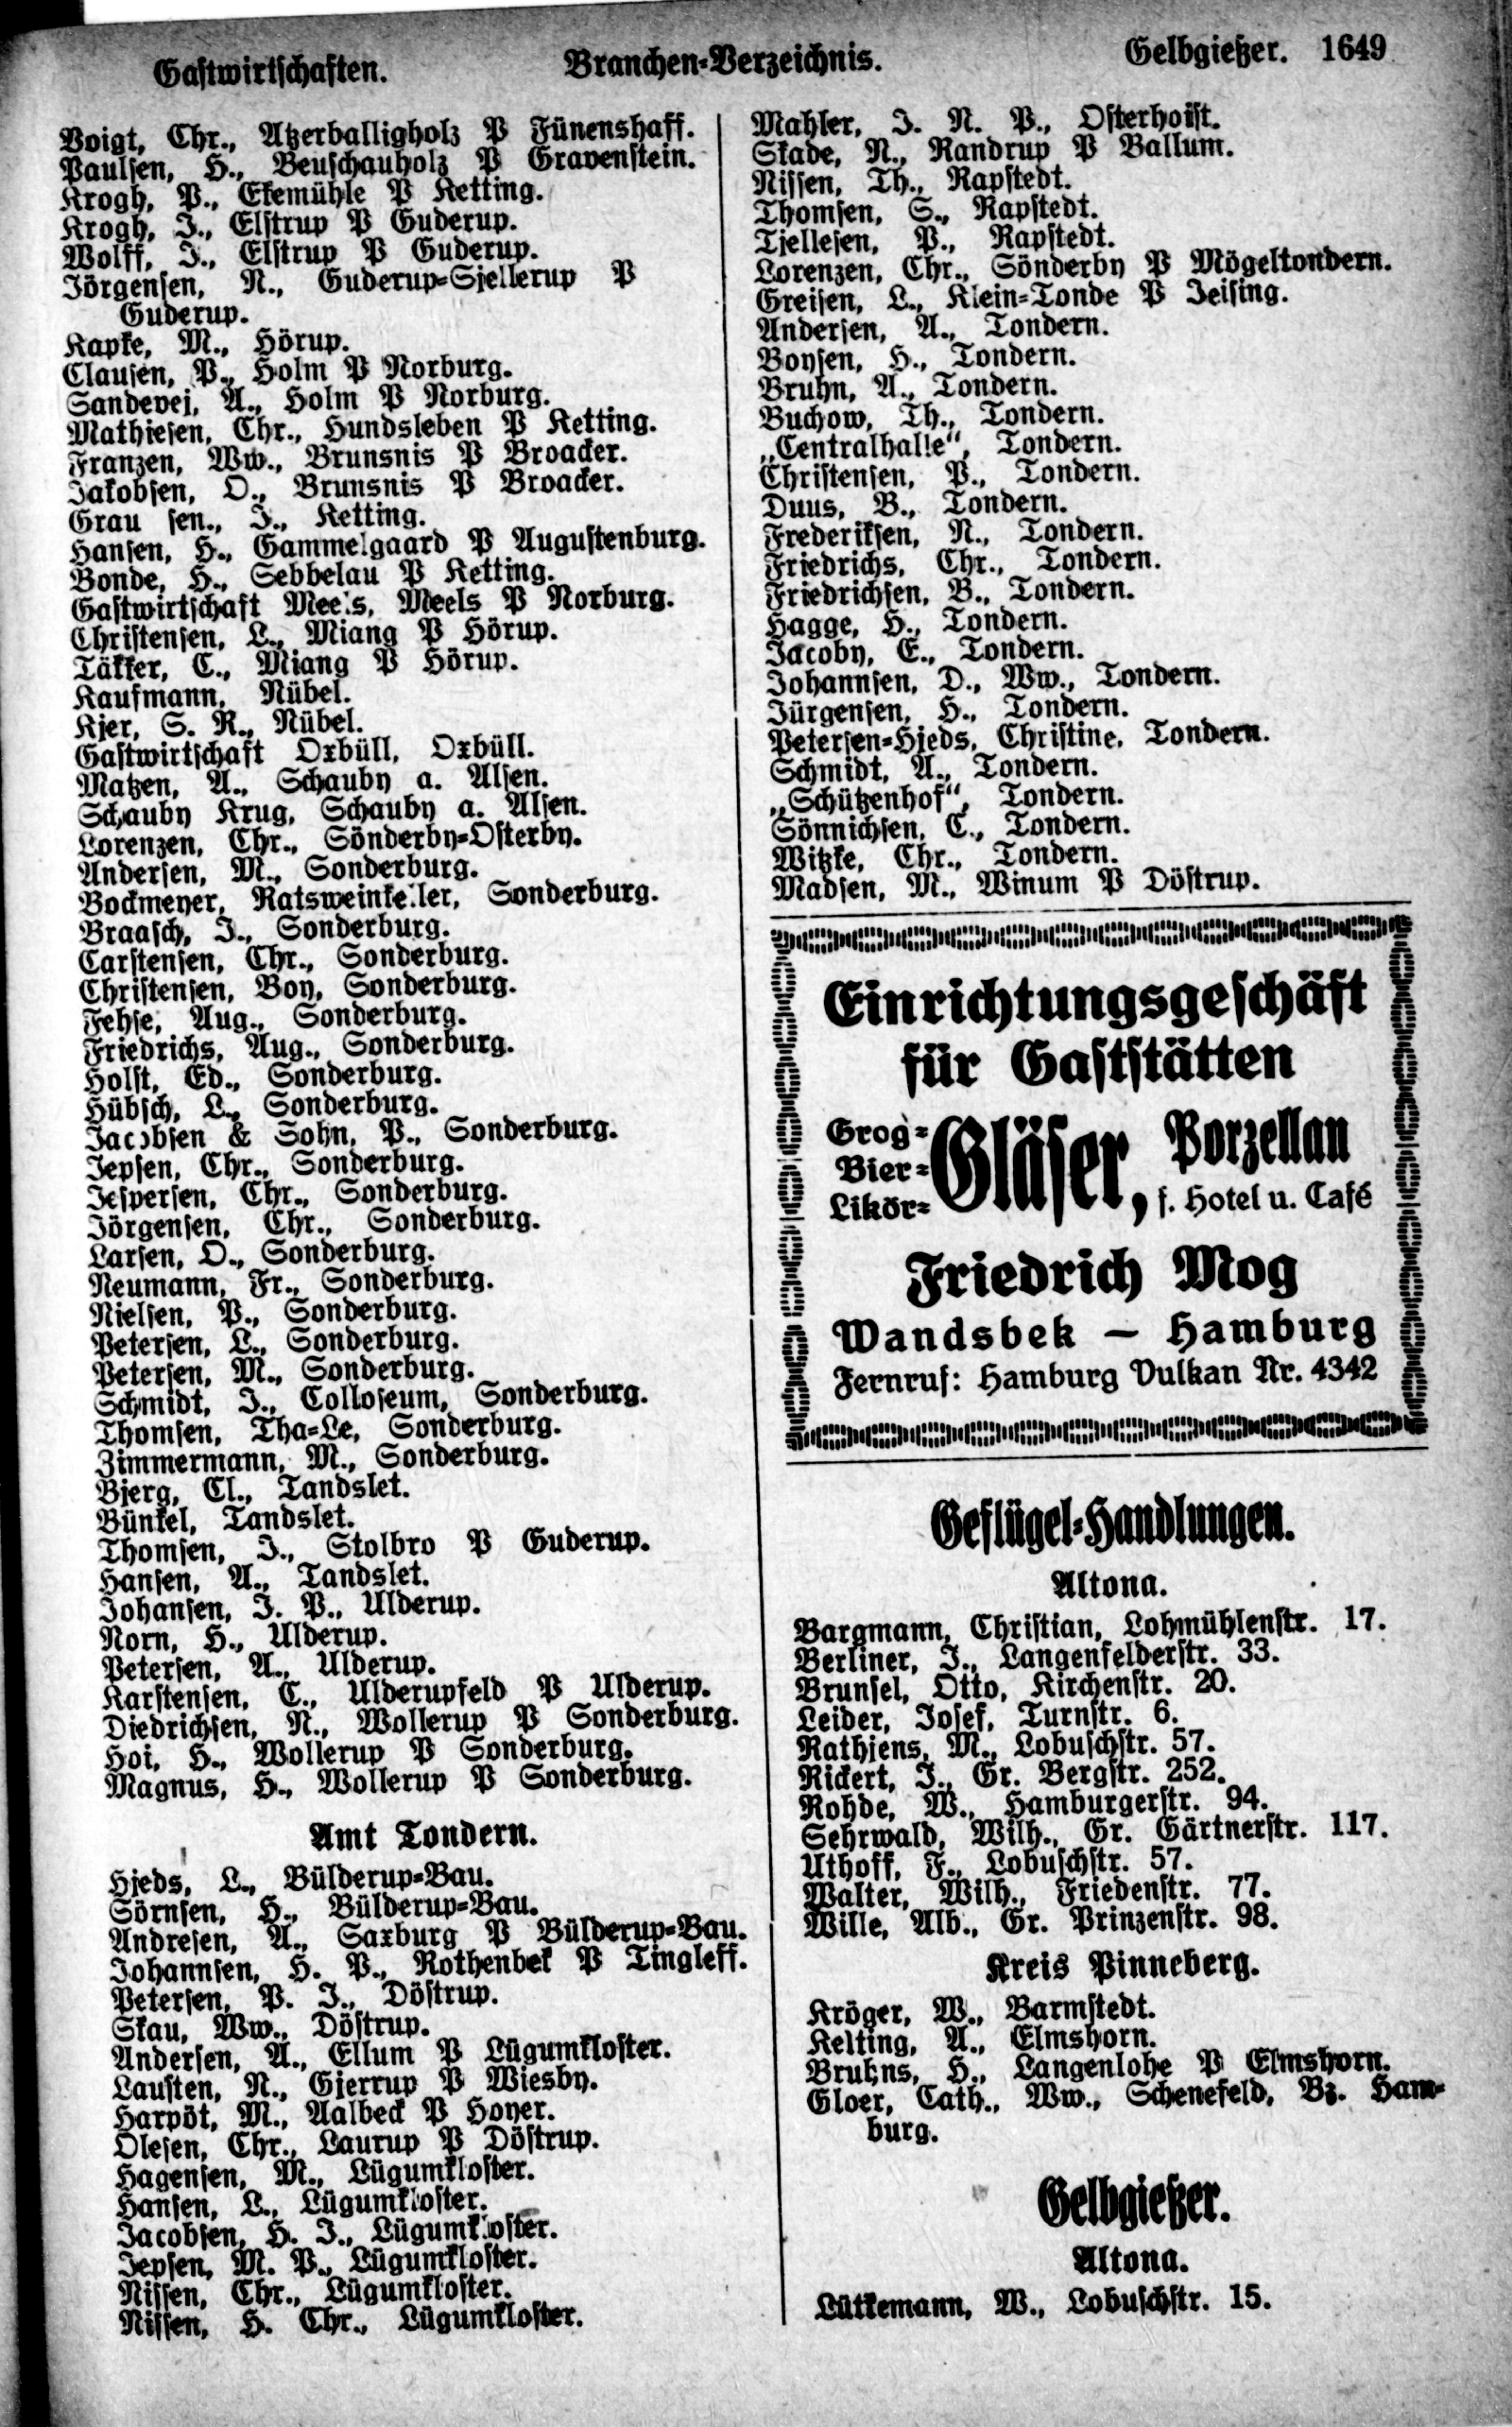 Gastwirtschaften. Branchen-Verzeichnis. Gelbgießer. 1649
Voigt, Chr., Atzerballigholz P Fünenshaff.
Paulsen, H., Beuschauholz P Gravenstein.
Krogh, P., Ekemühle P Ketting.
Krogh, J., Elstrup P Guderup.
Wolff, J., Elstrup P Guderup.
Jörgensen, N., Guderup-Sjellerup P
Guderup.
Kapke, M., Hörup.
Clausen, P., Holm P Norburg.
Sandevej, A., Holm P Norburg.
Mathiesen, Chr., Hundsleben P Ketting.
Franzen, Ww., Brunsnis P Broacker.
Jakobsen, O., Brunsnis P Broacker.
Grau sen., J., Ketting.
Hansen, H., Gammelgaard P Augustenburg.
Bonde, H., Sebbelau P Ketting.
Gastwirtschaft Meels, Meels P Norburg.
Christensen, L., Miang P Hörup.
Täkker, C., Miang P Hörup.
Kaufmann, Nübel.
Kjer, S. R., Nübel.
Gastwirtschaft Oxbüll, Oxbüll.
Matzen, A., Schauby a. Alsen.
Schauby Krug, Schauby a. Alsen.
Lorenzen, Chr., Sönderby-Osterby.
Andersen, M., Sonderburg.
Bockmeyer, Ratsweinkeller, Sonderburg.
Braasch, J., Sonderburg.
Carstensen, Chr., Sonderburg.
Christensen, Boy, Sonderburg.
Fehse, Aug., Sonderburg.
Friedrichs, Aug., Sonderburg.
Holst, Ed., Sonderburg.
Hübsch, L., Sonderburg.
Jacobsen & Sohn, P., Sonderburg.
Jepsen, Chr., Sonderburg.
Jespersen, Chr., Sonderburg.
Jörgensen, Chr., Sonderburg.
Larsen, O., Sonderburg.
Neumann, Fr., Sonderburg.
Nielsen, P., Sonderburg.
Petersen, L., Sonderburg.
Petersen, M., Sonderburg.
Schmidt, J., Colloseum, Sonderburg.
Thomsen, Tha-Le, Sonderburg.
Zimmermann, M., Sonderburg.
Bjerg, Cl., Tandslet.
Bünkel, Tandslet.
Thomsen, J., Stolbro P Guderup.
Hansen, A., Tandslet.
Johansen, J. P., Ulderup.
Norn, H., Ulderup.
Petersen, A., Ulderup.
Karstensen, C., Ulderupfeld P Ulderup.
Diedrichsen, N., Wollerup P Sonderburg.
Hoi, H., Wollerup P Sonderburg.
Magnus, H., Wollerup P Sonderburg.
Amt Tondern.
Hjeds, L., Bülderup-Bau.
Sörnsen, H., Bülderup-Bau.
Andresen, A., Saxburg P Bülderup-Bau.
Johannsen, H. P., Rothenbek P Tingleff.
Petersen, P. J., Döstrup.
Skau, Ww., Döstrup.
Andersen, A., Ellum P Lügumkloster.
Lausten, N., Gjerrup P Wiesby.
Harpöt, M., Aalbeck P Hoyer.
Olesen, Chr., Laurup P Döstrup.
Hagensen, M., Lügumkloster.
Hansen, L., Lügumkloster.
Jacobsen, H. J., Lügumkloster.
Jepsen, M. P., Lügumkloster.
Nissen, Chr., Lügumkloster.
Nissen, H. Chr., Lügumkloster.
Mahler, J. N. P., Osterhoist.
Skade, N., Randrup P Ballum.
Nissen, Th., Rapstedt.
Thomsen, S., Rapstedt.
Tjellesen, P., Rapstedt.
Lorenzen, Chr., Sönderby P Mögeltondern.
Greisen, L., Klein-Tonde P Jeising.
Andersen, A., Tondern.
Boysen, H., Tondern.
Bruhn, A., Tondern.
Buchow, Th., Tondern.
„Centralhalle“, Tondern.
Christensen, P., Tondern.
Duus, B., Tondern.
Frederiksen, N., Tondern.
Friedrichs, Chr., Tondern.
Friedrichsen, B., Tondern.
Hagge, H., Tondern.
Jacoby, E., Tondern.
Johannsen, D., Ww., Tondern.
Jürgensen, H., Tondern.
Petersen-Hjeds, Christine, Tondern.
Schmidt, A., Tondern.
„Schützenhof“, Tondern.
Sönnichsen, C., Tondern.
Witzke, Chr., Tondern.
Madsen, M., Winum P Döstrup.
Einrichtungsgeschäft
für Gaststätten
Grog-
Bier-
Likör-
Gläser, Porzellan
f. Hotel u. Café
Friedrich Mog
Wandsbek — Hamburg
Fernruf: Hamburg Vulkan Nr. 4342
Geflügel-Handlungen.
Altona.
Bargmann, Christian, Lohmühlenstr. 17.
Berliner, J., Langenfelderstr. 33.
Brunsel, Otto, Kirchenstr. 20.
Leider, Josef, Turnstr. 6.
Rathjens, M., Lobuschstr. 57.
Rickert, J., Gr. Bergstr. 252.
Rohde, W., Hamburgerstr. 94.
Sehrwald, Wilh., Gr. Gärtnerstr. 117.
Uthoff, F., Lobuschstr. 57.
Walter, Wilh., Friedenstr. 77.
Wille, Alb., Gr. Prinzenstr. 98.
Kreis Pinneberg.
Kröger, W., Barmstedt.
Kelting, A., Elmshorn.
Bruhns, H., Langenlohe P Elmshorn.
Gloer, Cath., Ww., Schenefeld, Bz. Ham-
burg.
Gelbgießer.
Altona.
Lütkemann, W., Lobuschstr. 15.